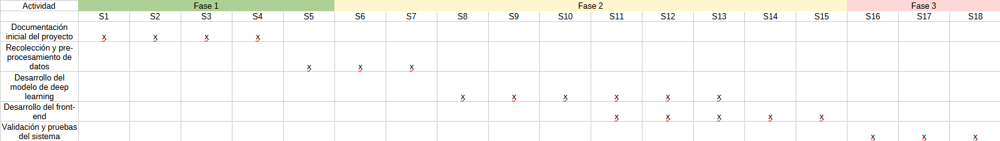 Actividad Fase 1 Fase 2 Fase 3
S1 S2 S3 S4 S5 S6 S7 S8 S9 S10 S11 S12 S13 S14 S15 S16 S17 S18
Documentación
inicial del proyecto
x x x x
Recolección y pre-
procesamiento de
datos
x x x
Desarrollo del
modelo de deep
learning
x x x x x x
Desarrollo del front-
end
x x x x x
Validación y pruebas
del sistema
x x x